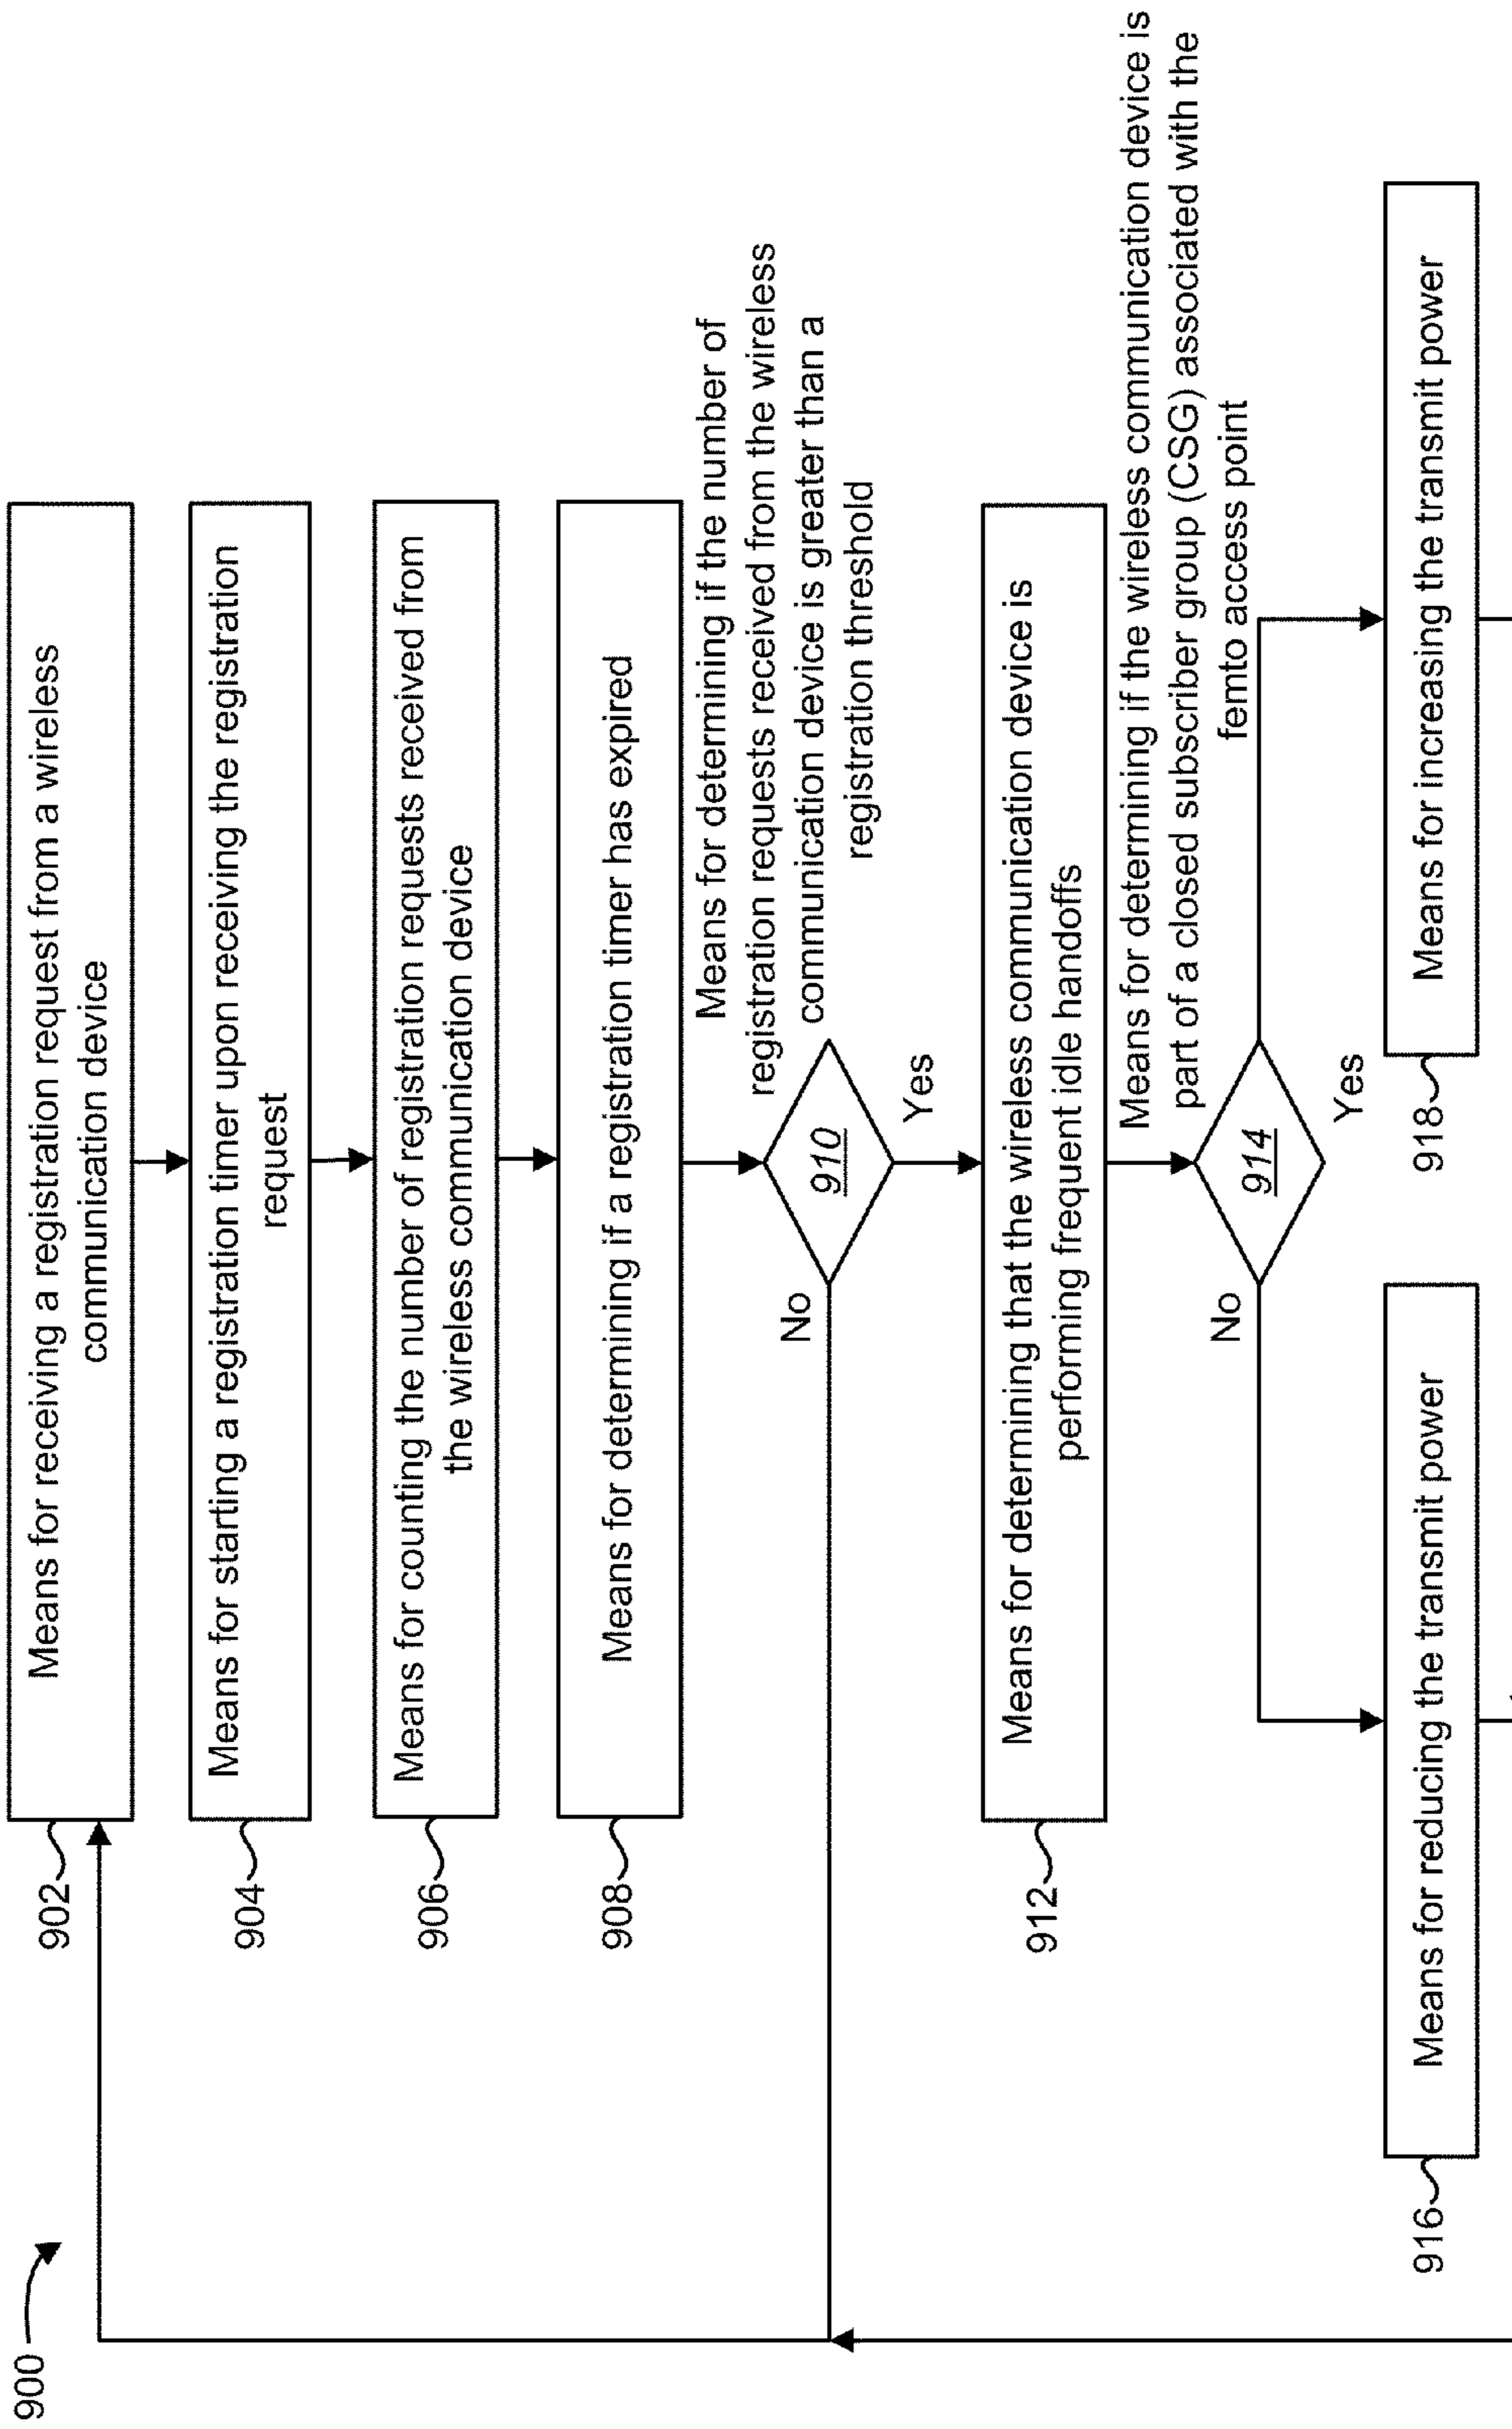 900
902
Means for receiving a registration request from a wireless
communication device
904
Means for starting a registration timer upon receiving the registration
request
906
Means for counting the number of registration requests received from
the wireless communication device
908
Means for determining if a registration timer has expired
Means for determining if the number of
registration requests received from the wireless
communication device is greater than a
registration threshold
No
910
Yes
912
Means for determining that the wireless communication device is
performing frequent idle handoffs
Means for determining if the wireless communication device is
part of a closed subscriber group (CSG) associated with the
femto access point
No
914
Yes
916
Means for reducing the transmit power
918
Means for increasing the transmit power